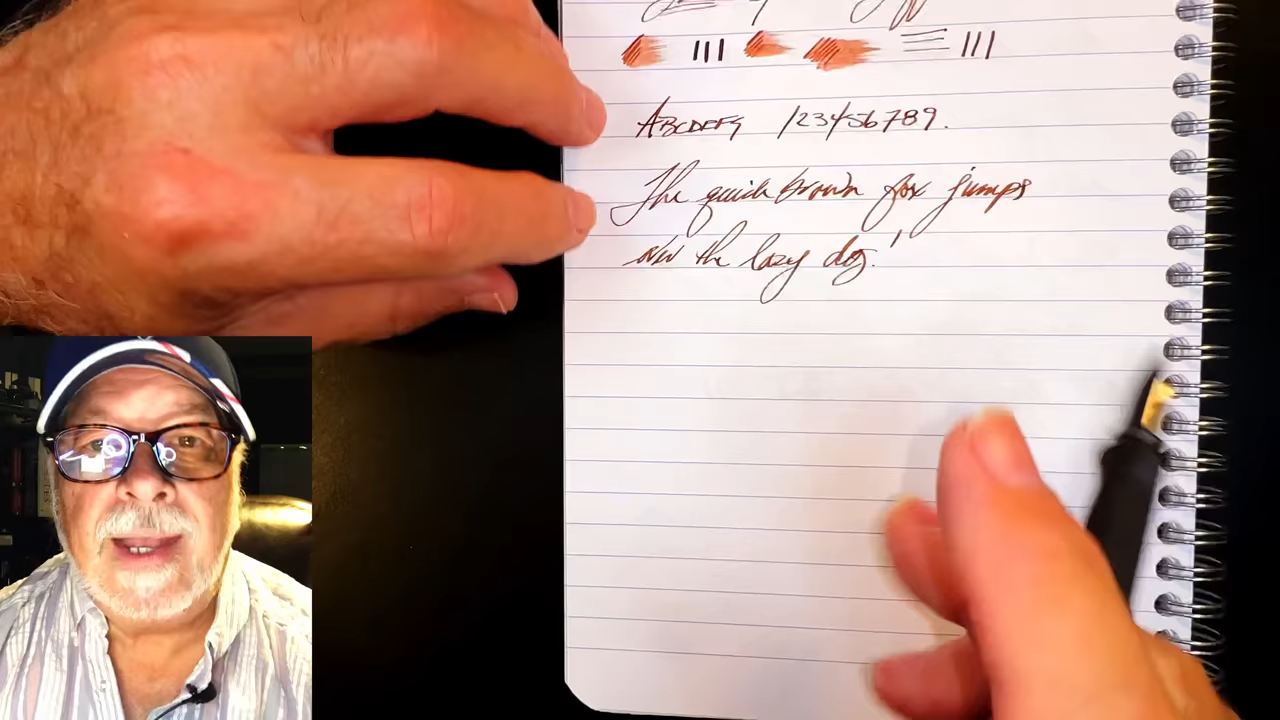 ABCDEFG 123456789.
The quick brown fox jumps
over the lazy dog.'